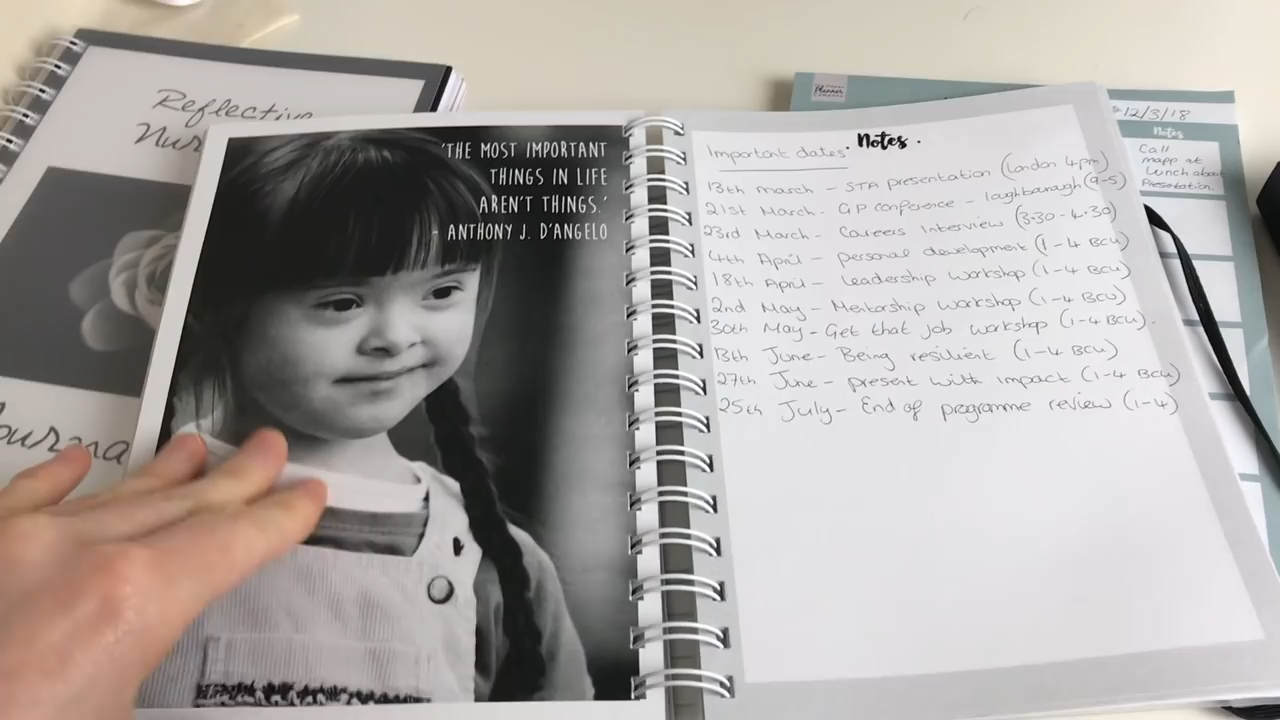 Reflective
Nur
ourna
'THE MOST IMPORTANT
THINGS IN LIFE
AREN'T THINGS.'
- ANTHONY J. D'ANGELO
Notes.
Important dates.
13th march - STA presentation (London 4pm)
21st March - GP conference - loughborough (9-5)
23rd March - Careers Interview (3.30 - 4.30)
4th April - personal development (1-4 BCU)
18th April - Leadership workshop (1-4 BCU)
2nd May - Mentorship workshop (1-4 BCU)
30th May - Get that job workshop (1-4 BCU).
13th June - Being resilient (1-4 BCU)
27th June - present with impact (1-4 BCU)
25th July - End of programme review (1-4)
Planner
12/3/18
Notes
Call
mapp at
Lunch about
Presentation.